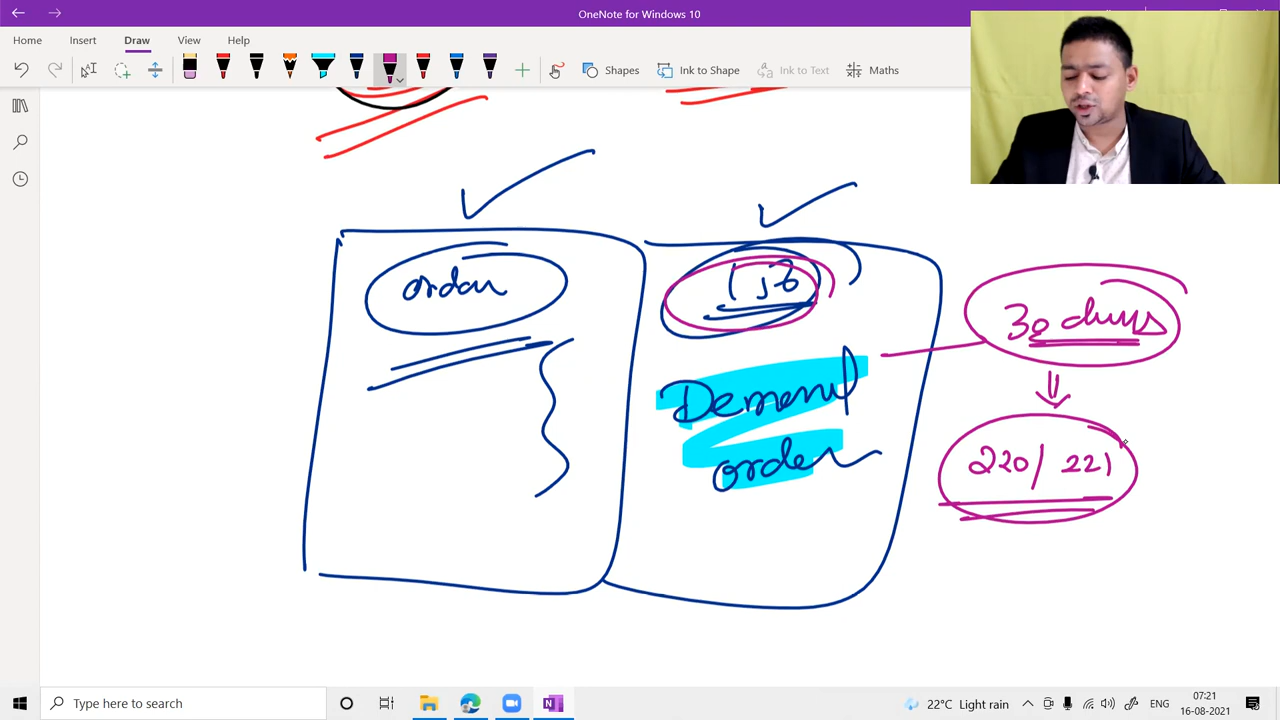 OneNote for Windows 10
Home Insert Draw View Help
Shapes Ink to Shape Ink to Text Maths
order
156
30 days
Demand
order
220/ 221
Type here to search
22°C Light rain
ENG
07:21
16-08-2021